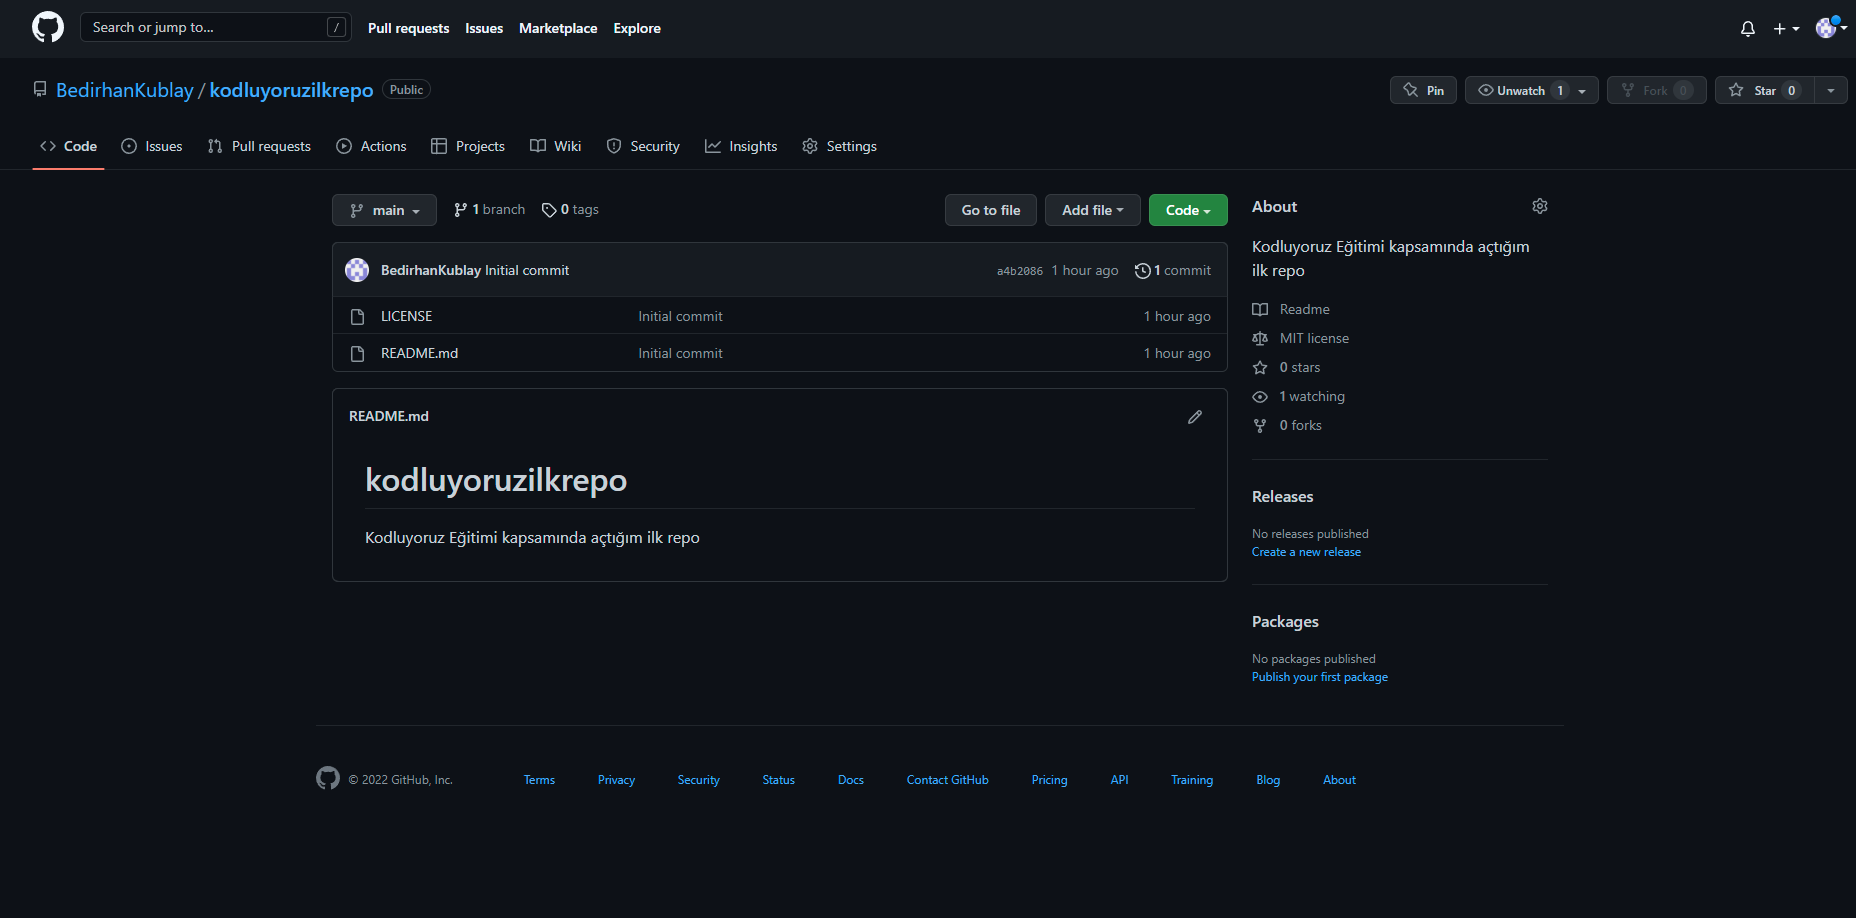 Search or jump to... /
Pull requests Issues Marketplace Explore
BedirhanKublay / kodluyoruzilkrepo Public
Pin Unwatch 1 Fork 0 Star 0
Code Issues Pull requests Actions Projects Wiki Security Insights Settings
main 1 branch 0 tags Go to file Add file Code
BedirhanKublay Initial commit a4b2086 1 hour ago 1 commit
LICENSE Initial commit 1 hour ago
README.md Initial commit 1 hour ago
README.md
kodluyoruzilkrepo
Kodluyoruz Eğitimi kapsamında açtığım ilk repo
About
Kodluyoruz Eğitimi kapsamında açtığım
ilk repo
Readme
MIT license
0 stars
1 watching
0 forks
Releases
No releases published
Create a new release
Packages
No packages published
Publish your first package
© 2022 GitHub, Inc. Terms Privacy Security Status Docs Contact GitHub Pricing API Training Blog About